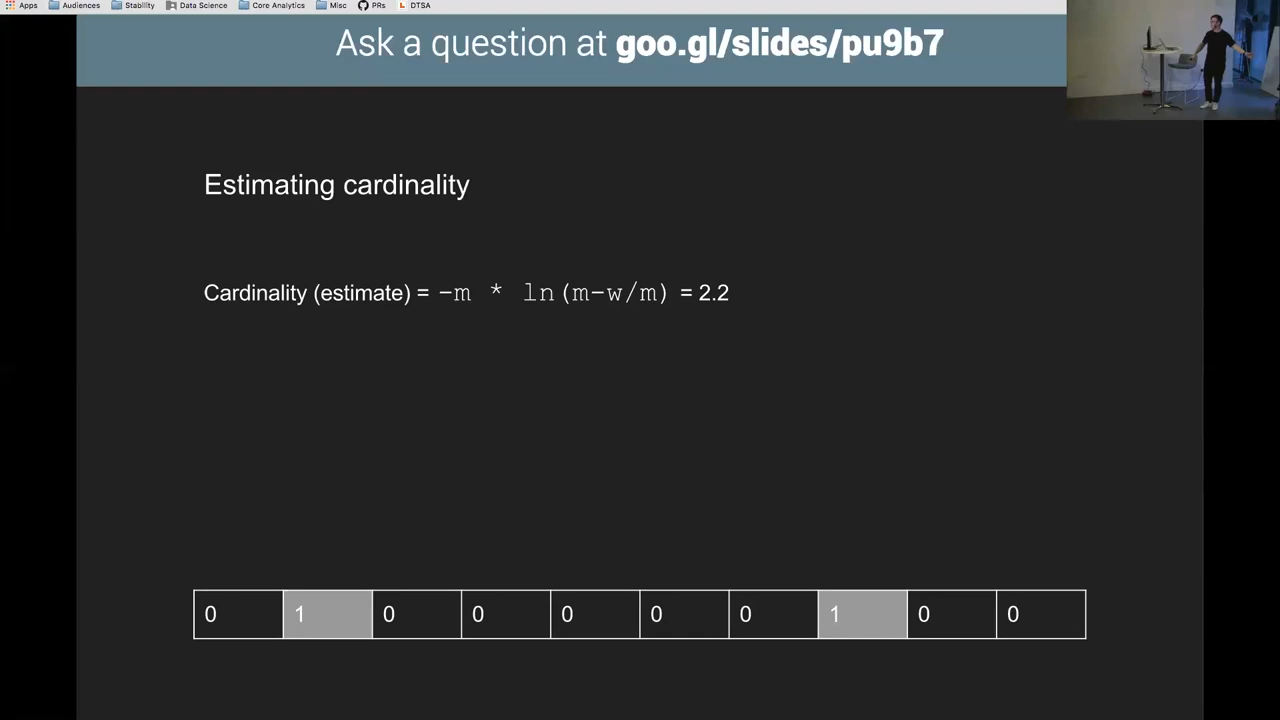 Apps Audiences Stability Data Science Core Analytics Misc PRs L DTSA
Ask a question at goo.gl/slides/pu9b7
Estimating cardinality
Cardinality (estimate) = -m * ln(m-w/m) = 2.2
0 1 0 0 0 0 0 1 0 0